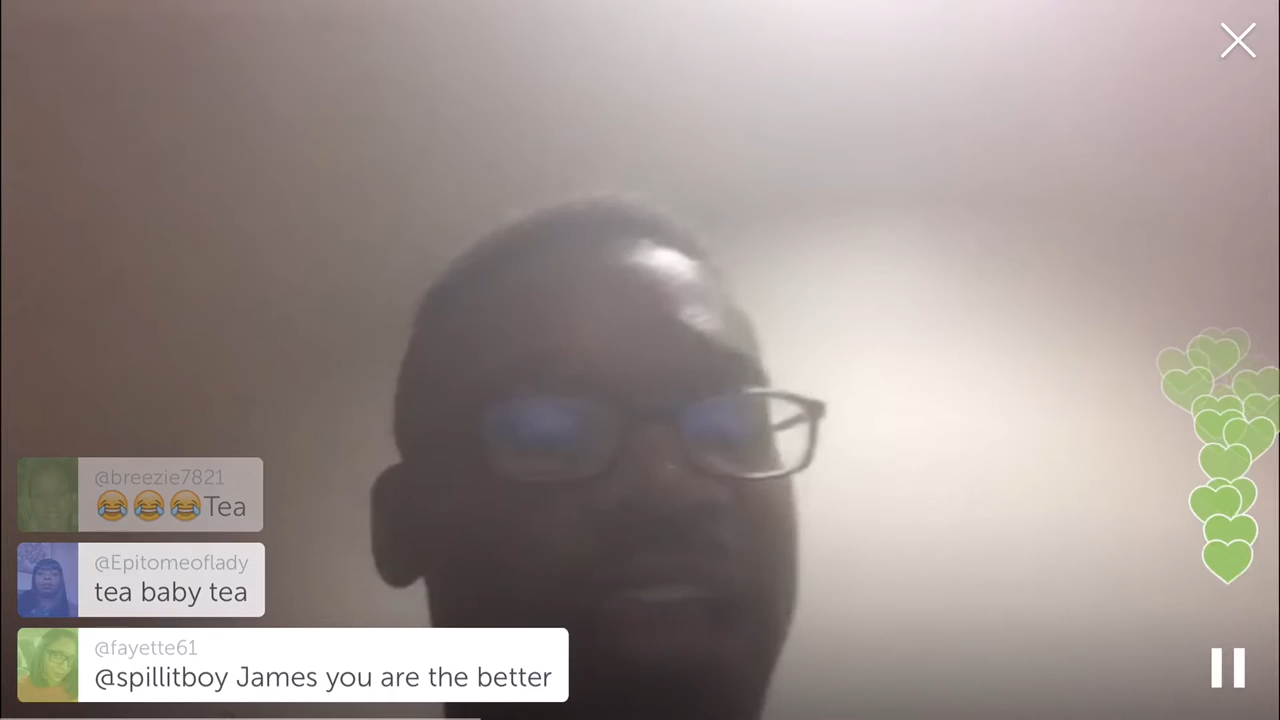 @breezie7821
😂😂😂Tea
@Epitomeoflady
tea baby tea
@fayette61
@spillitboy James you are the better